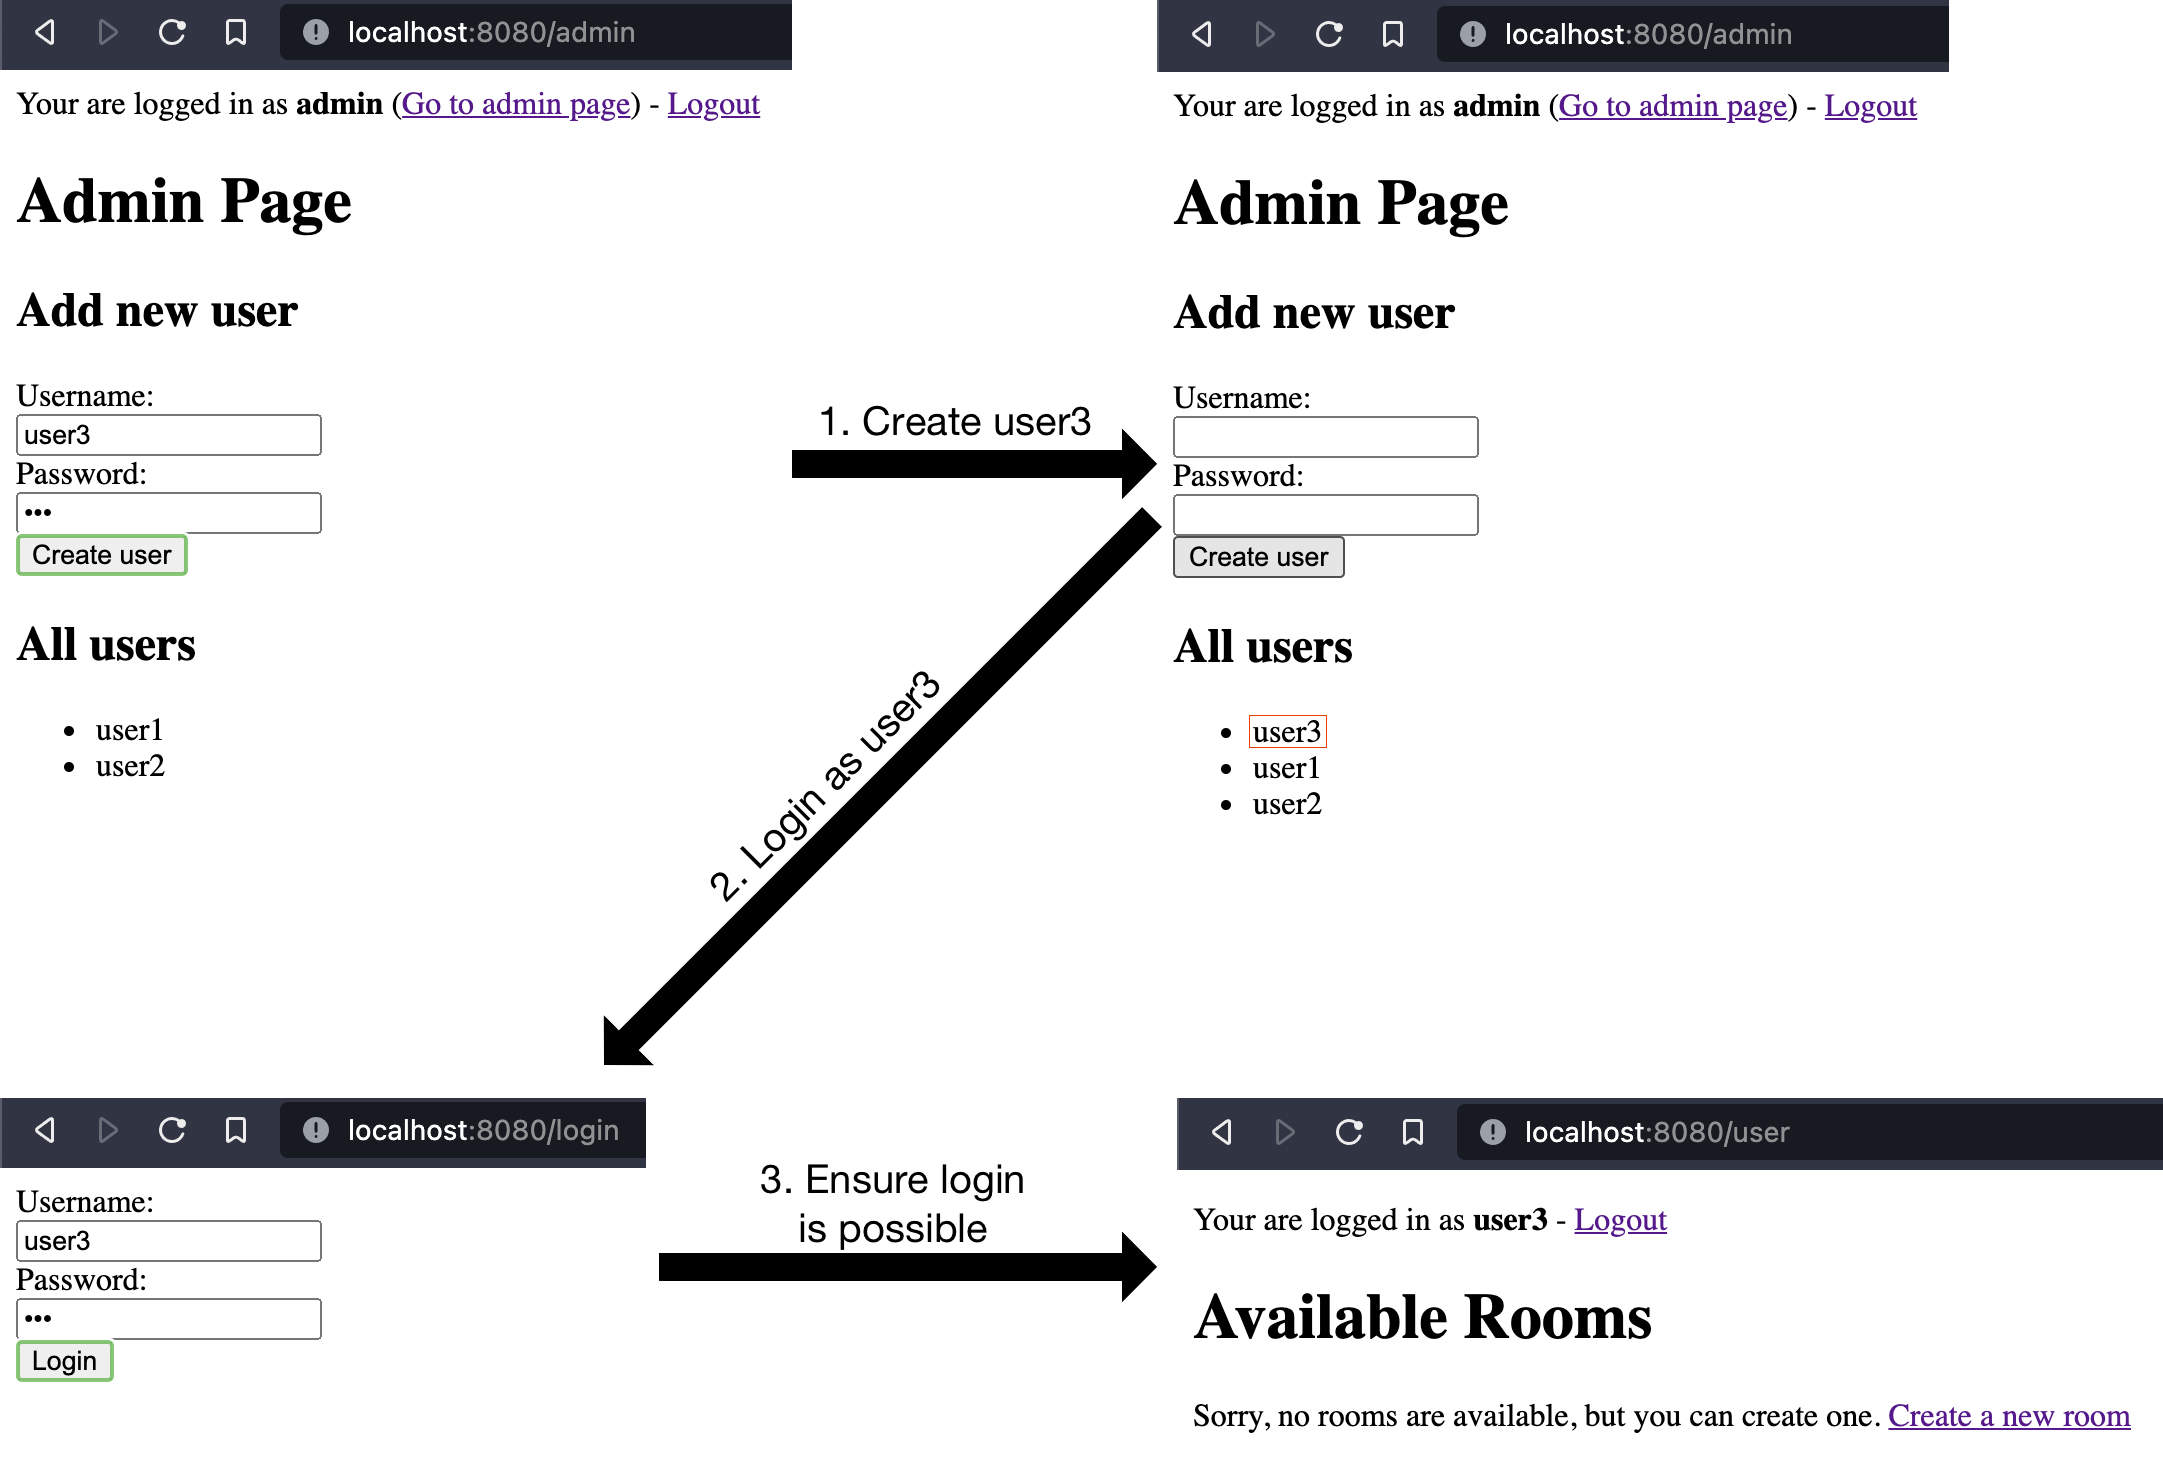 localhost:8080/admin
Your are logged in as admin (Go to admin page) - Logout
Admin Page
Add new user
Username:
user3
Password:
•••
Create user
All users
• user1
• user2
1. Create user3
localhost:8080/admin
Your are logged in as admin (Go to admin page) - Logout
Admin Page
Add new user
Username:
Password:
Create user
All users
• user3
• user1
• user2
2. Login as user3
localhost:8080/login
Username:
user3
Password:
•••
Login
3. Ensure login
is possible
localhost:8080/user
Your are logged in as user3 - Logout
Available Rooms
Sorry, no rooms are available, but you can create one. Create a new room